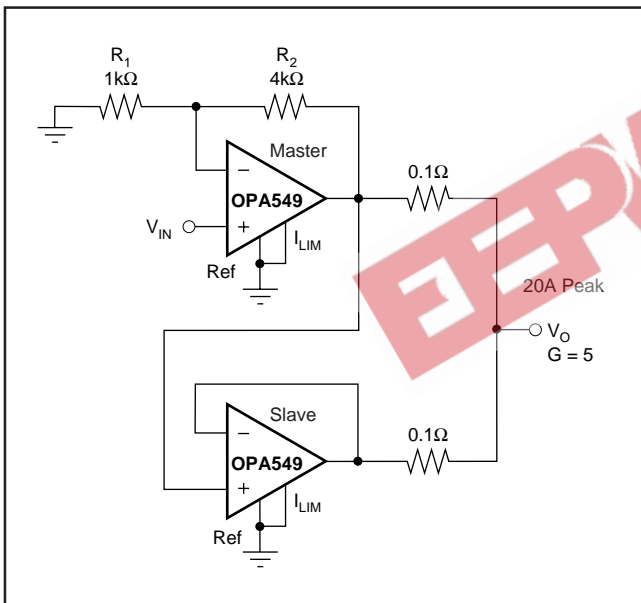 R1
1kΩ
R2
4kΩ
Master
−
OPA549
+
VIN
ILIM
Ref
0.1Ω
20A Peak
VO
G = 5
Slave
−
OPA549
+
ILIM
Ref
0.1Ω